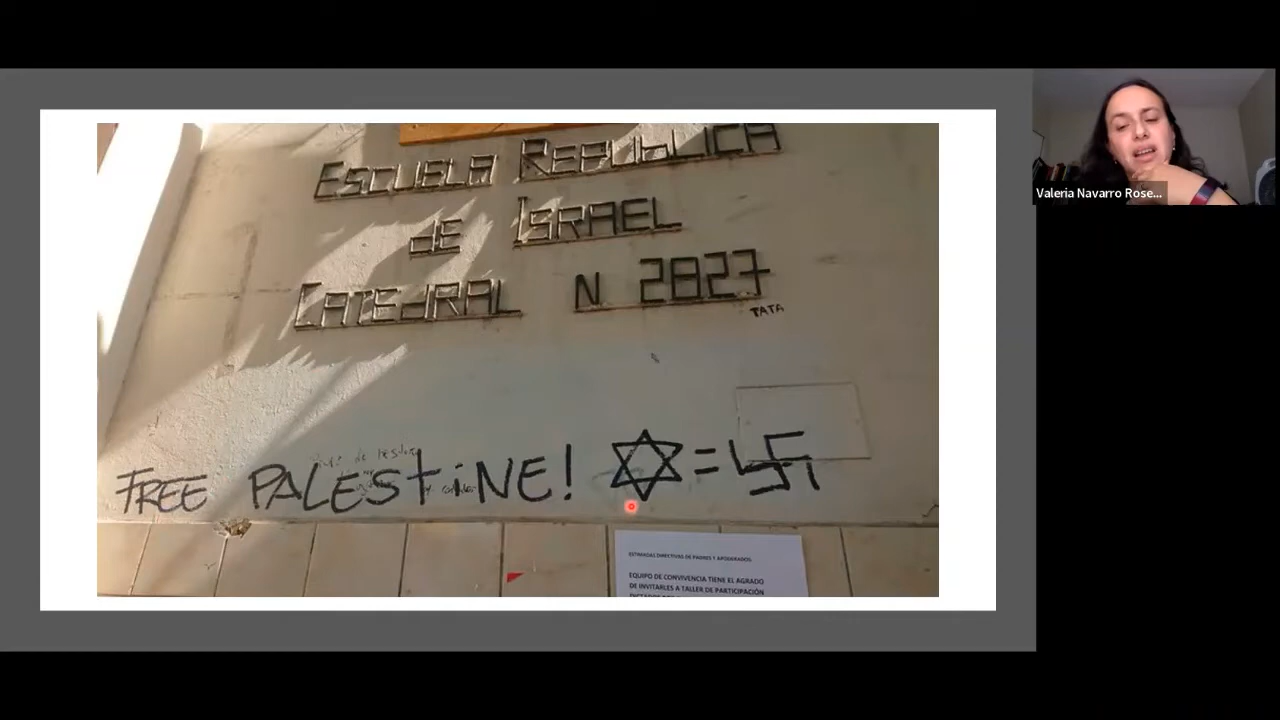 ESCUELA REPUBLICA
DE ISRAEL
CATEDRAL N 2827
TATA
FREE PALESTINE! ✡=卐
ESTIMADAS DIRECTIVAS DE PADRES Y APODERADOS:
EQUIPO DE CONVIVENCIA TIENE EL AGRADO
DE INVITARLES A TALLER DE PARTICIPACIÓN
Valeria Navarro Rose...